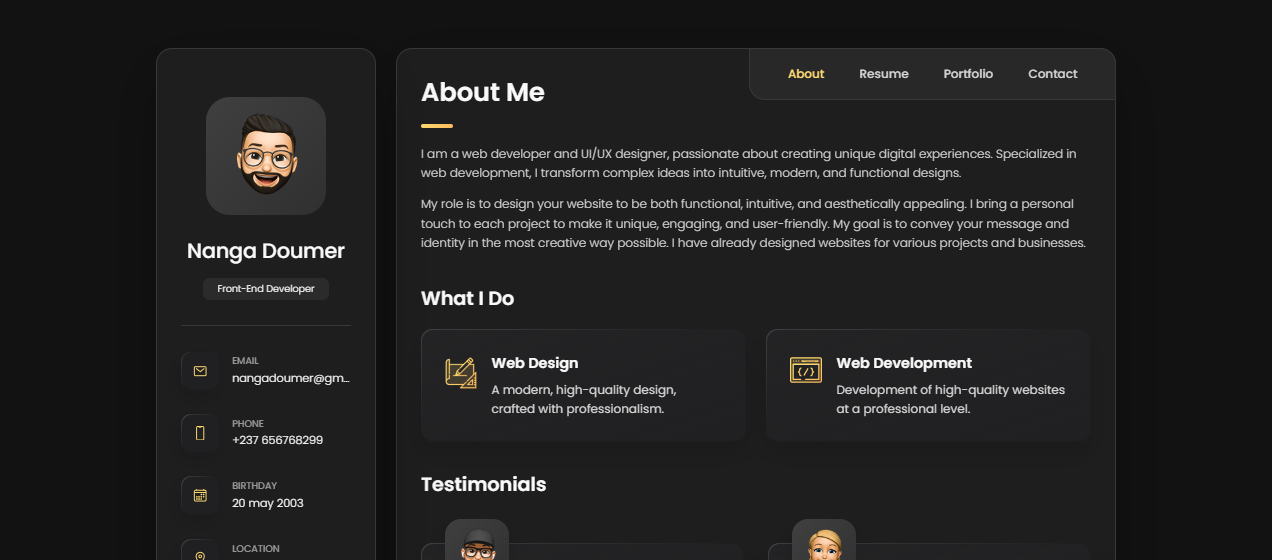 Nanga Doumer
Front-End Developer
EMAIL
nangadoumer@gm...
PHONE
+237 656768299
BIRTHDAY
20 may 2003
LOCATION
About
Resume
Portfolio
Contact
About Me
I am a web developer and UI/UX designer, passionate about creating unique digital experiences. Specialized in
web development, I transform complex ideas into intuitive, modern, and functional designs.
My role is to design your website to be both functional, intuitive, and aesthetically appealing. I bring a personal
touch to each project to make it unique, engaging, and user-friendly. My goal is to convey your message and
identity in the most creative way possible. I have already designed websites for various projects and businesses.
What I Do
Web Design
A modern, high-quality design,
crafted with professionalism.
Web Development
Development of high-quality websites
at a professional level.
Testimonials